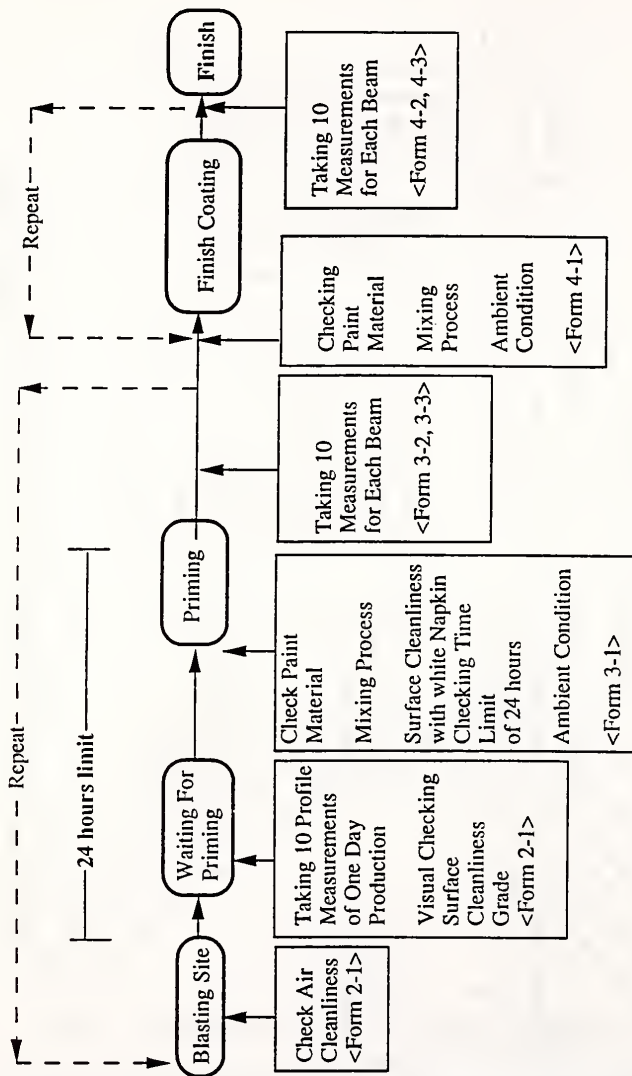 Repeat
24 hours limit
Repeat
Blasting Site
Waiting For
Priming
Priming
Finish Coating
Finish
Check Air
Cleanliness
<Form 2-1>
Taking 10 Profile
Measurements
of One Day
Production
Visual Checking
Surface
Cleanliness
Grade
<Form 2-1>
Check Paint
Material
Mixing Process
Surface Cleanliness
with white Napkin
Checking Time
Limit
of 24 hours
Ambient Condition
<Form 3-1>
Taking 10
Measurements
for Each Beam
<Form 3-2, 3-3>
Checking
Paint
Material
Mixing
Process
Ambient
Condition
<Form 4-1>
Taking 10
Measurements
for Each Beam
<Form 4-2, 4-3>